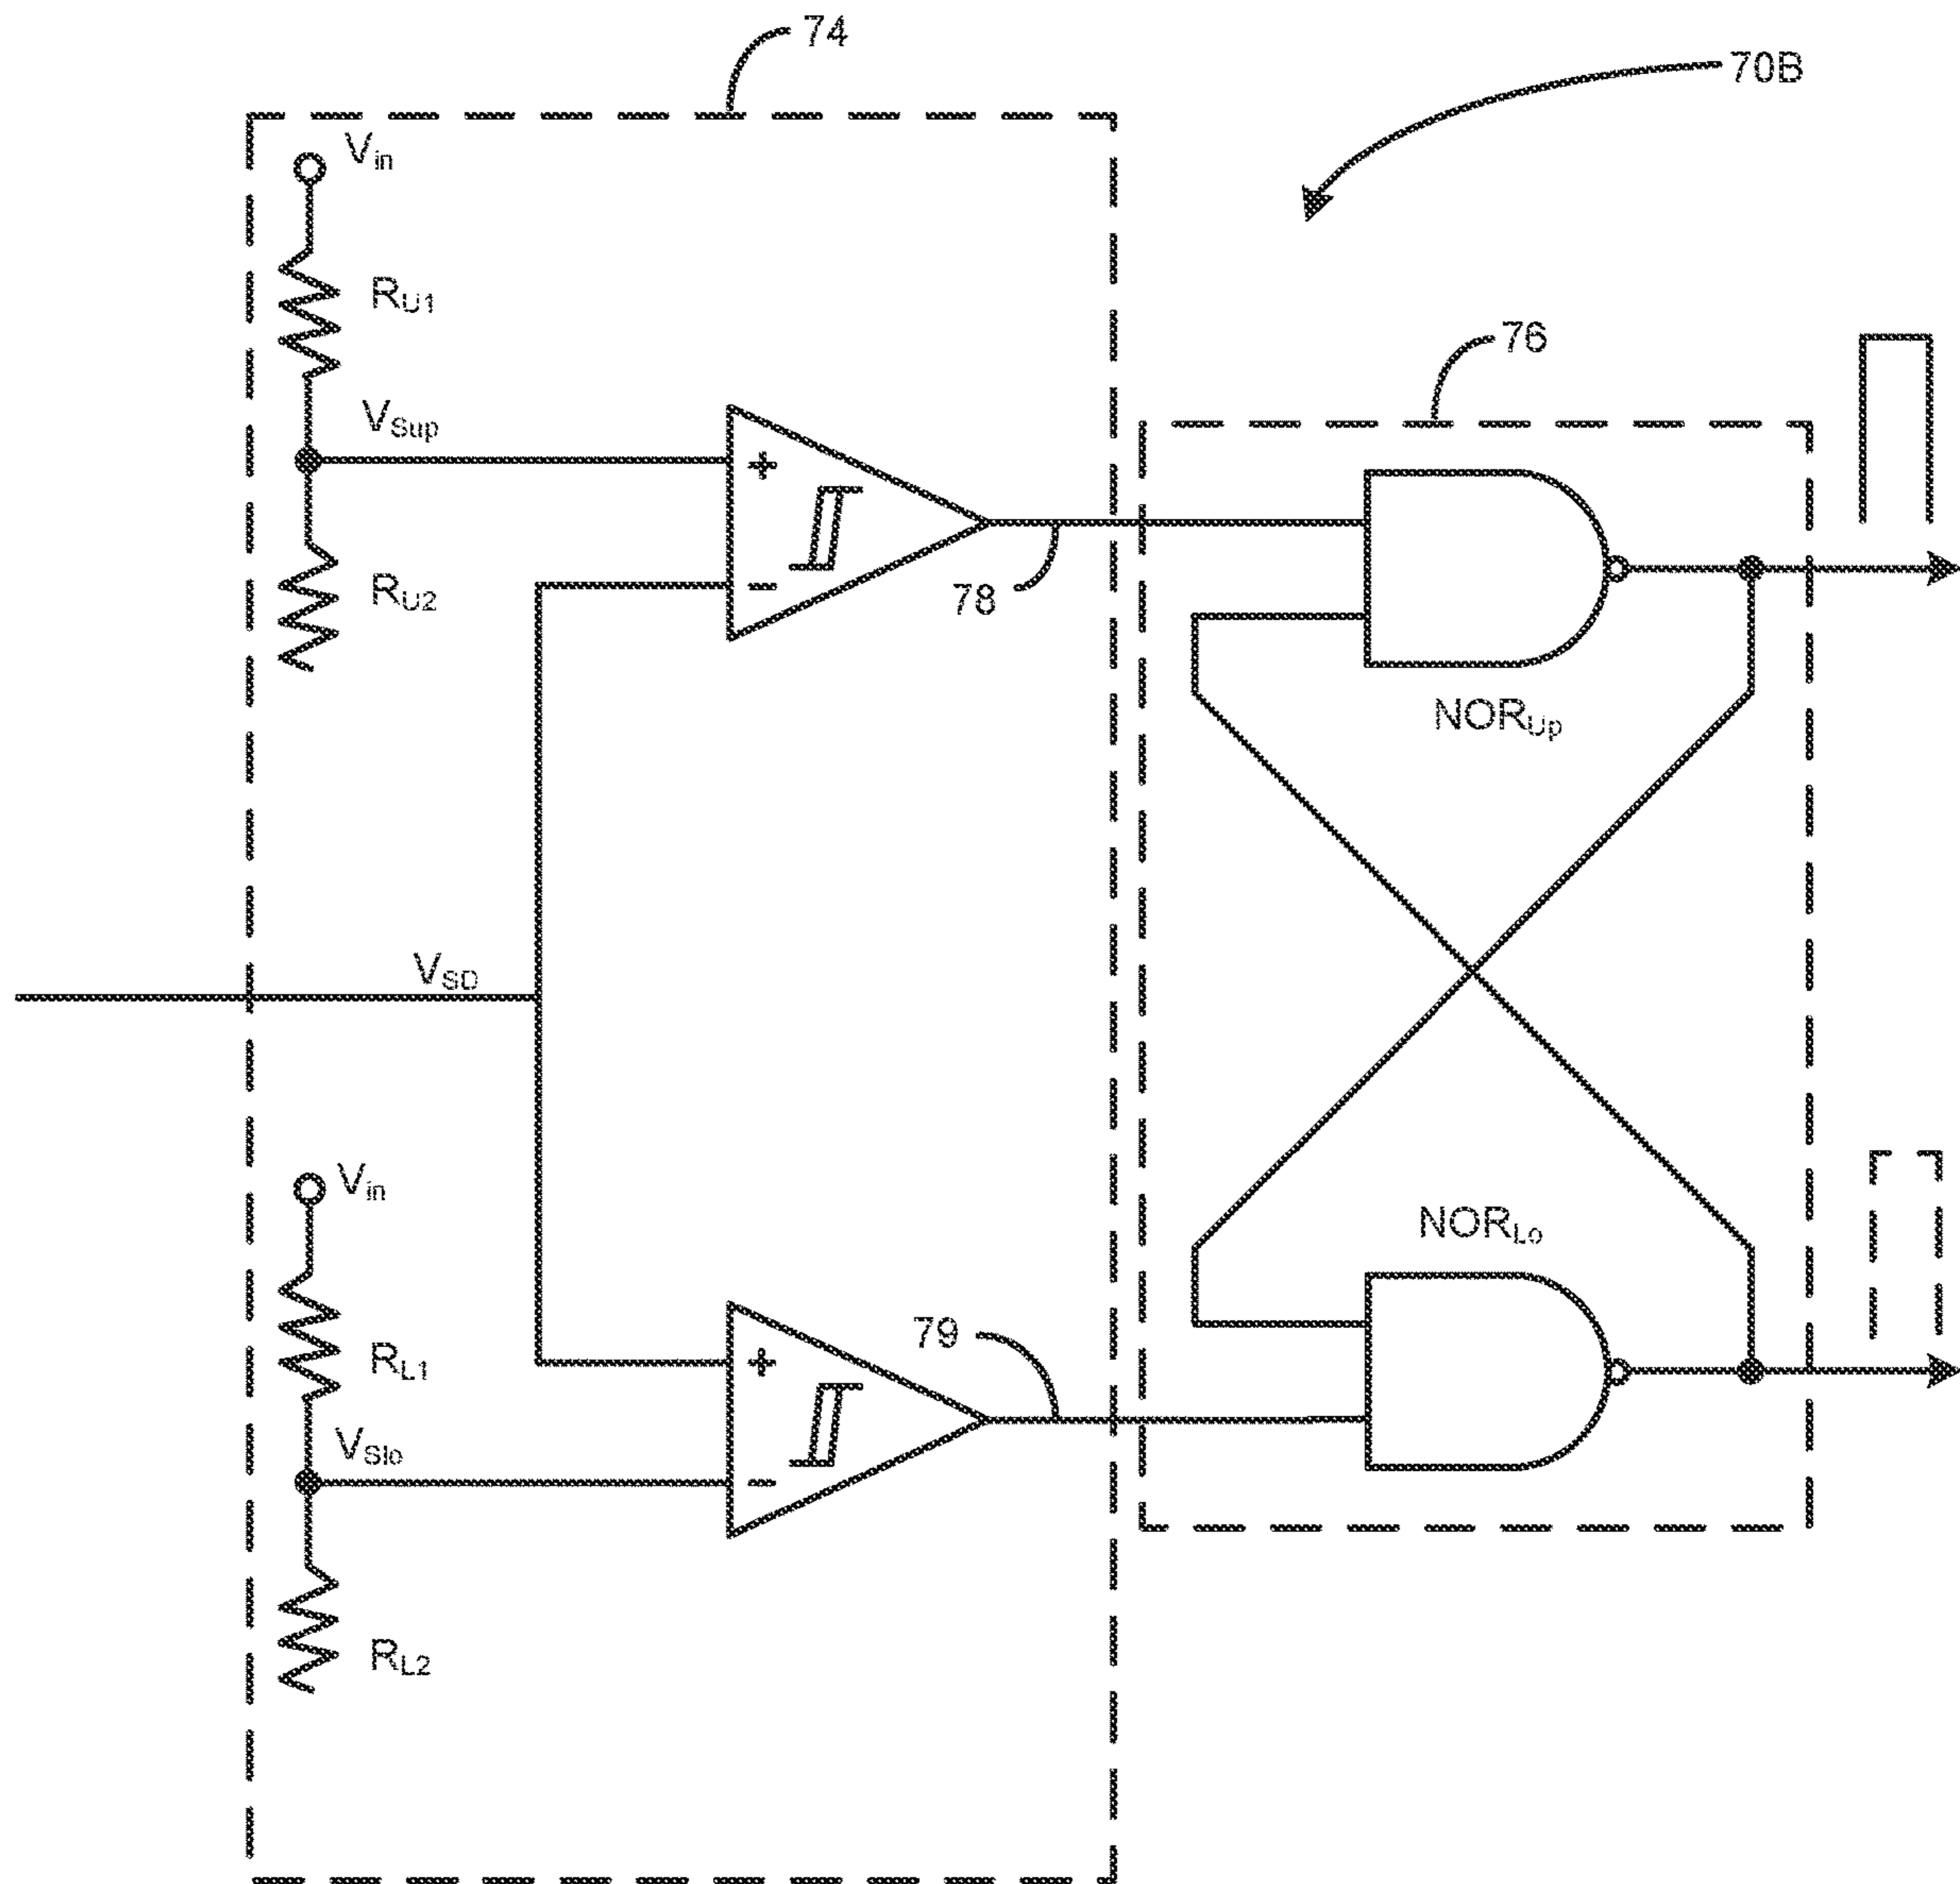 74
70B
Vin
RU1
76
VSup
+
-
78
RU2
NORUp
VSD
Vin
NORLo
79
+
RL1
VSlo
-
RL2